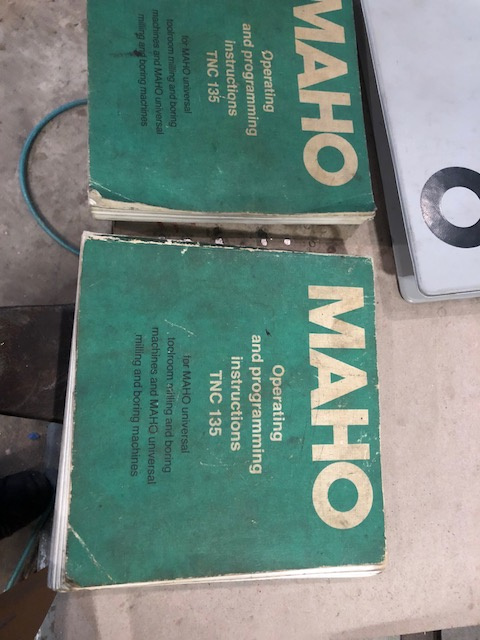 MAHO
Operating
and programming
instructions
TNC 135
for MAHO universal
toolroom milling and boring
machines and MAHO universal
milling and boring machines
MAHO
Operating
and programming
instructions
TNC 135
for MAHO universal
toolroom milling and boring
machines and MAHO universal
milling and boring machines